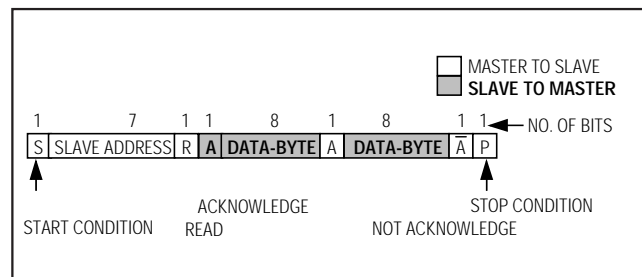 MASTER TO SLAVE
SLAVE TO MASTER
1 7 1 1 8 1 8 1 1 NO. OF BITS
S SLAVE ADDRESS R A DATA-BYTE A DATA-BYTE A̅ P
START CONDITION ACKNOWLEDGE STOP CONDITION
READ NOT ACKNOWLEDGE